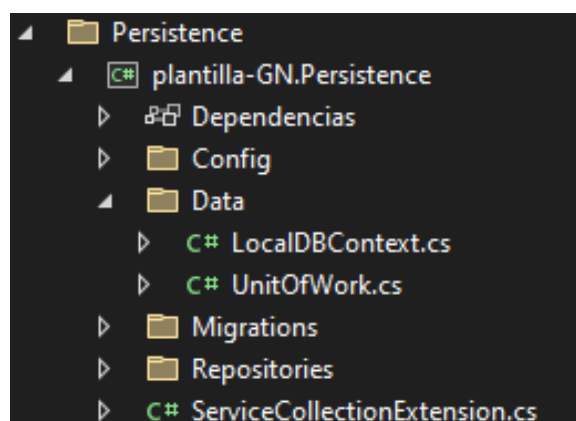 Persistence
C# plantilla-GN.Persistence
Dependencias
Config
Data
C# LocalDBContext.cs
C# UnitOfWork.cs
Migrations
Repositories
C# ServiceCollectionExtension.cs